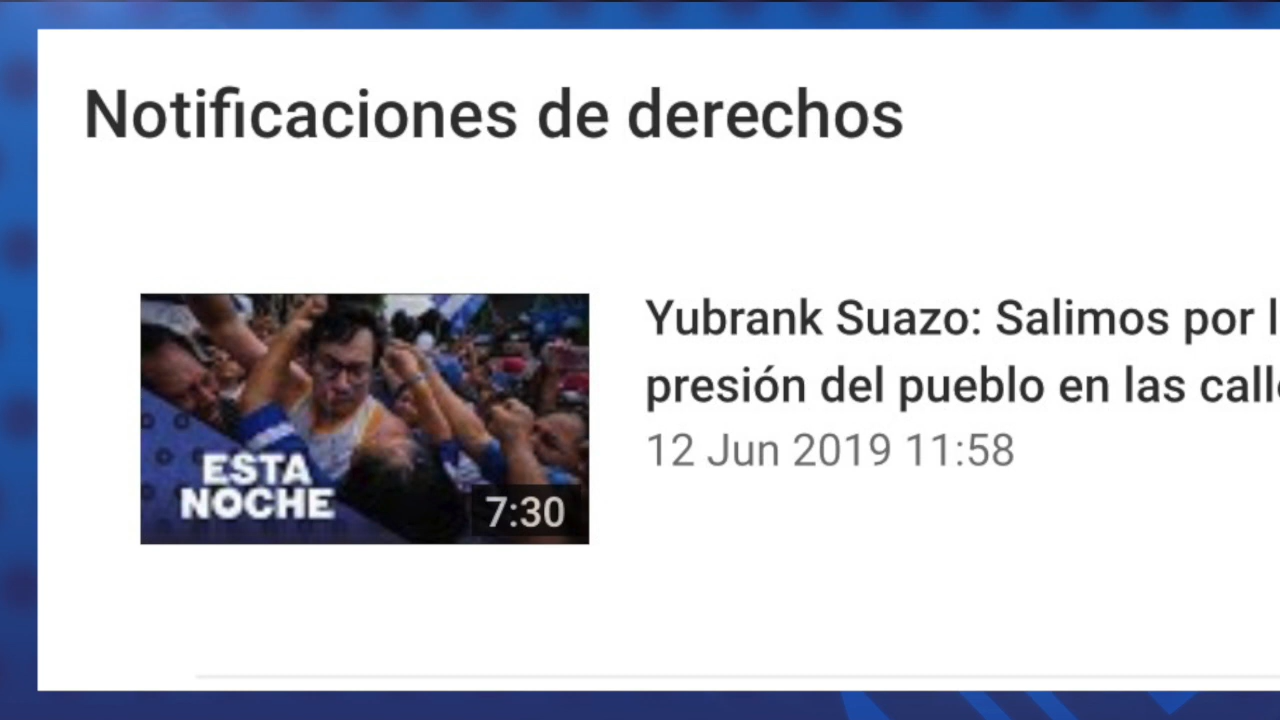 Notificaciones de derechos
Yubrank Suazo: Salimos por l
presión del pueblo en las calle
12 Jun 2019 11:58
ESTA
NOCHE
7:30